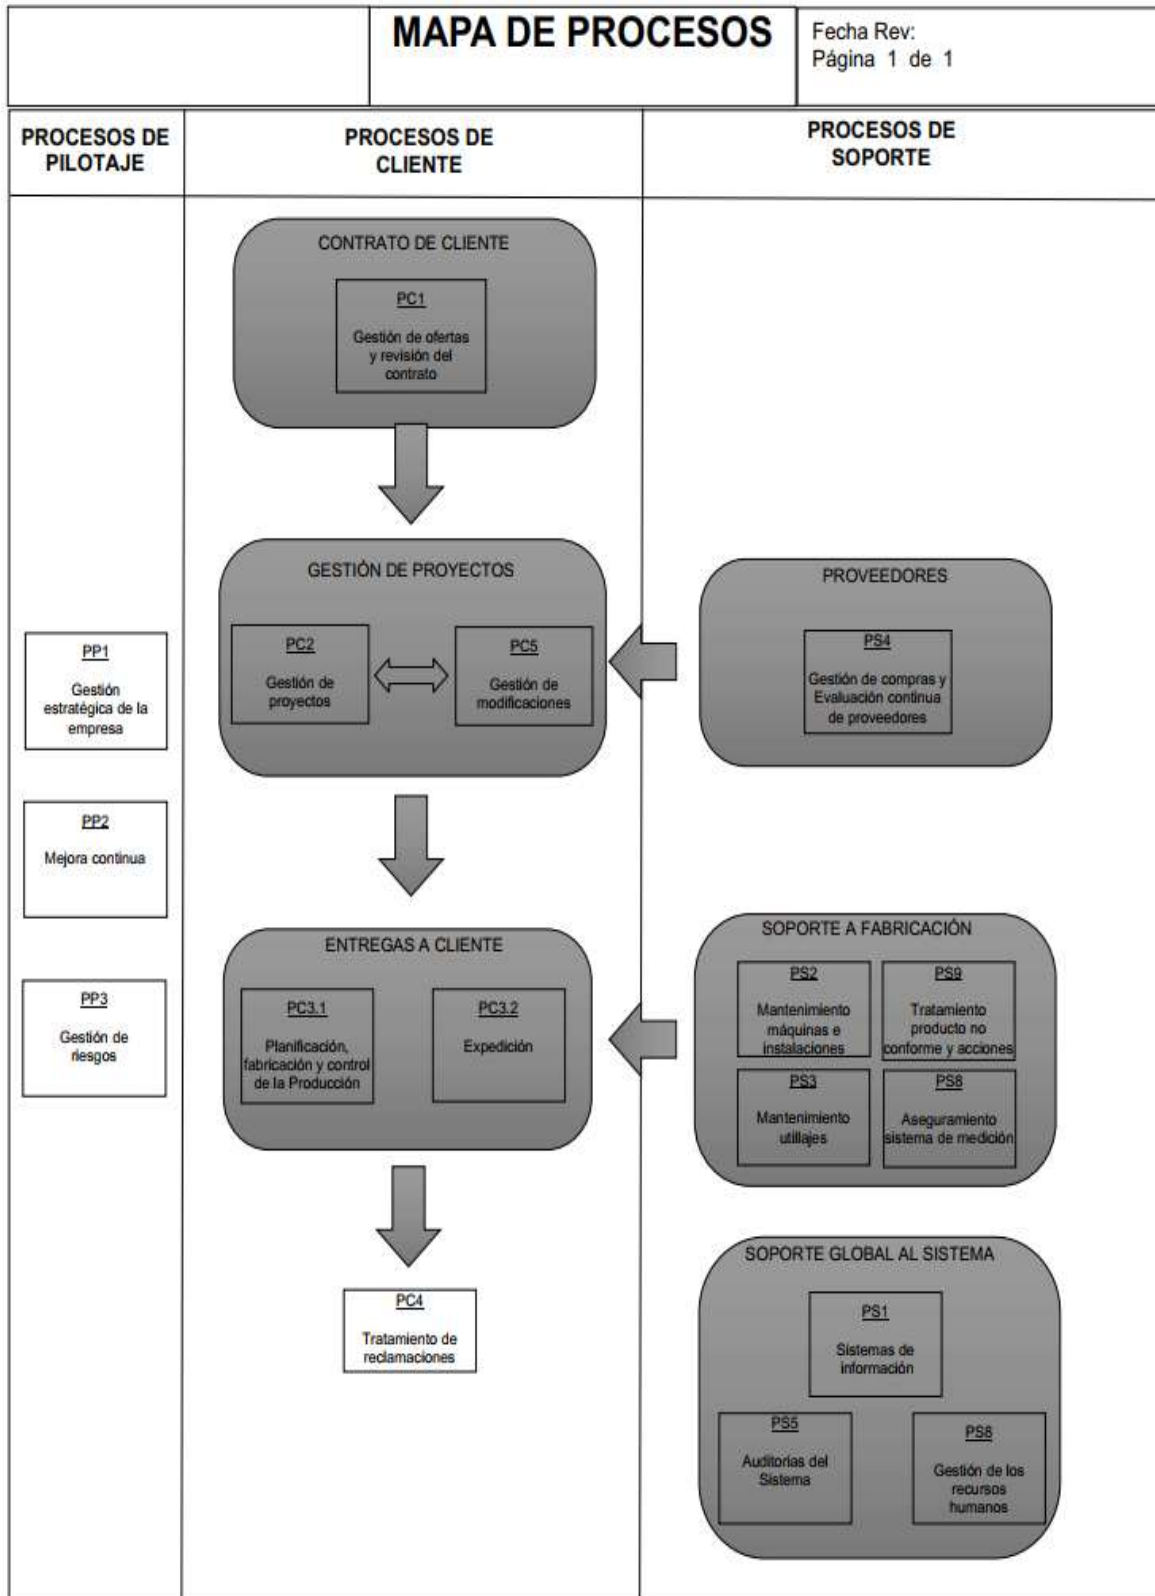 MAPA DE PROCESOS
Fecha Rev:
Página 1 de 1
PROCESOS DE
PILOTAJE
PROCESOS DE
CLIENTE
PROCESOS DE
SOPORTE
CONTRATO DE CLIENTE
PC1
Gestión de ofertas
y revisión del
contrato
GESTIÓN DE PROYECTOS
PC2
Gestión de
proyectos
PC5
Gestión de
modificaciones
PROVEEDORES
PS4
Gestión de compras y
Evaluación continua
de proveedores
PP1
Gestión
estratégica de la
empresa
PP2
Mejora continua
PP3
Gestión de
riesgos
ENTREGAS A CLIENTE
PC3.1
Planificación,
fabricación y control
de la Producción
PC3.2
Expedición
SOPORTE A FABRICACIÓN
PS2
Mantenimiento
máquinas e
instalaciones
PS9
Tratamiento
producto no
conforme y acciones
PS3
Mantenimiento
utillajes
PS8
Aseguramiento
sistema de medición
PC4
Tratamiento de
reclamaciones
SOPORTE GLOBAL AL SISTEMA
PS1
Sistemas de
información
PS5
Auditorias del
Sistema
PS8
Gestión de los
recursos
humanos